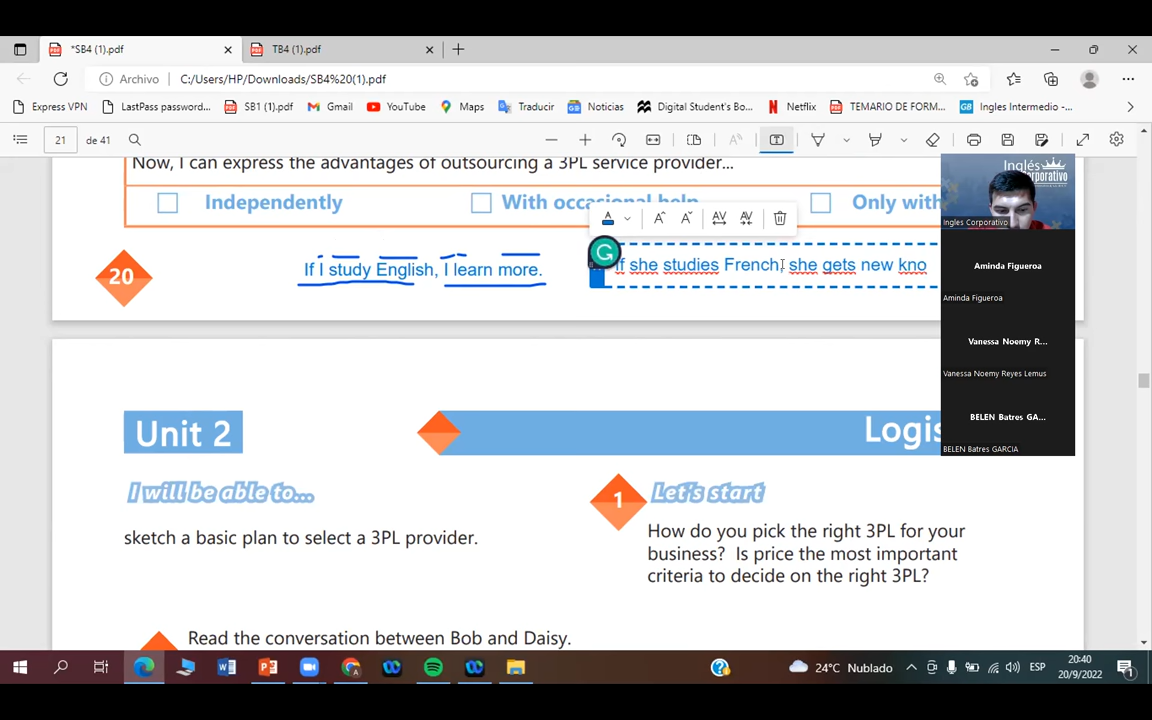 *SB4 (1).pdf
TB4 (1).pdf
Archivo
C:/Users/HP/Downloads/SB4%20(1).pdf
Express VPN
LastPass password...
SB1 (1).pdf
Gmail
YouTube
Maps
Traducir
Noticias
Digital Student's Bo...
Netflix
TEMARIO DE FORM...
Ingles Intermedio -...
21
de 41
Now, I can express the advantages of outsourcing a 3PL service provider...
Independently
With occasional help
Only with
20
If I study English, I learn more.
If she studies French, she gets new kno
Inglés
Corporativo
Ingles Corporativo
Aminda Figueroa
Aminda Figueroa
Vanessa Noemy R...
Vanessa Noemy Reyes Lemus
BELEN Batres GA...
BELEN Batres GARCIA
Unit 2
Logis
I will be able to...
sketch a basic plan to select a 3PL provider.
1
Let's start
How do you pick the right 3PL for your
business? Is price the most important
criteria to decide on the right 3PL?
Read the conversation between Bob and Daisy.
24°C Nublado
ESP
20:40
20/9/2022